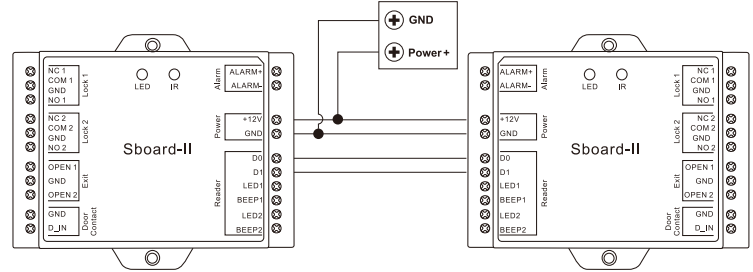 GND
Power+
NC 1
COM 1
GND
NO 1
Lock 1
NC 2
COM 2
GND
NO 2
Lock 2
OPEN 1
GND
OPEN 2
Exit
GND
D_IN
Door
Contact
LED
IR
Sboard-II
Alarm
ALARM+
ALARM-
Power
+12V
GND
Reader
D0
D1
LED1
BEEP1
LED2
BEEP2
ALARM+
ALARM-
Alarm
+12V
GND
Power
D0
D1
LED1
BEEP1
LED2
BEEP2
Reader
LED
IR
Sboard-II
Lock 1
NC 1
COM 1
GND
NO 1
Lock 2
NC 2
COM 2
GND
NO 2
Exit
OPEN 1
GND
OPEN 2
Door
Contact
GND
D_IN